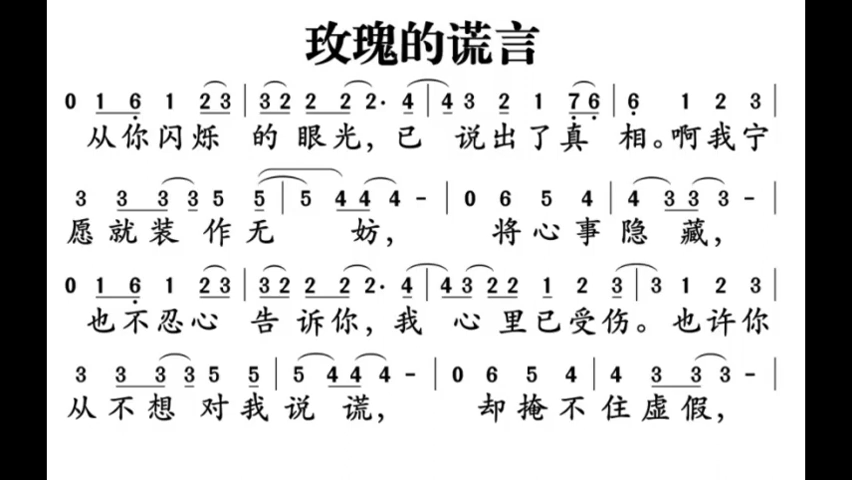 玫瑰的谎言
0 1 6 1 2 3 | 3 2 2 2 2· 4 | 4 3 2 1 7 6 | 6 1 2 3 |
从你闪烁 的眼光，已 说出了真 相。啊我宁
3 3 3 3 5 5 5 | 5 4 4 4 - | 0 6 5 4 | 4 3 3 3 - |
愿就装 作无 妨， 将心事隐 藏，
0 1 6 1 2 3 | 3 2 2 2 2· 4 | 4 3 2 2 1 2 3 | 3 1 2 3 |
也不忍心 告诉你，我 心 里已受伤。也许你
3 3 3 3 5 5 5 | 5 4 4 4 - | 0 6 5 4 | 4 3 3 3 - |
从不想 对我说 谎， 却掩不住虚假，